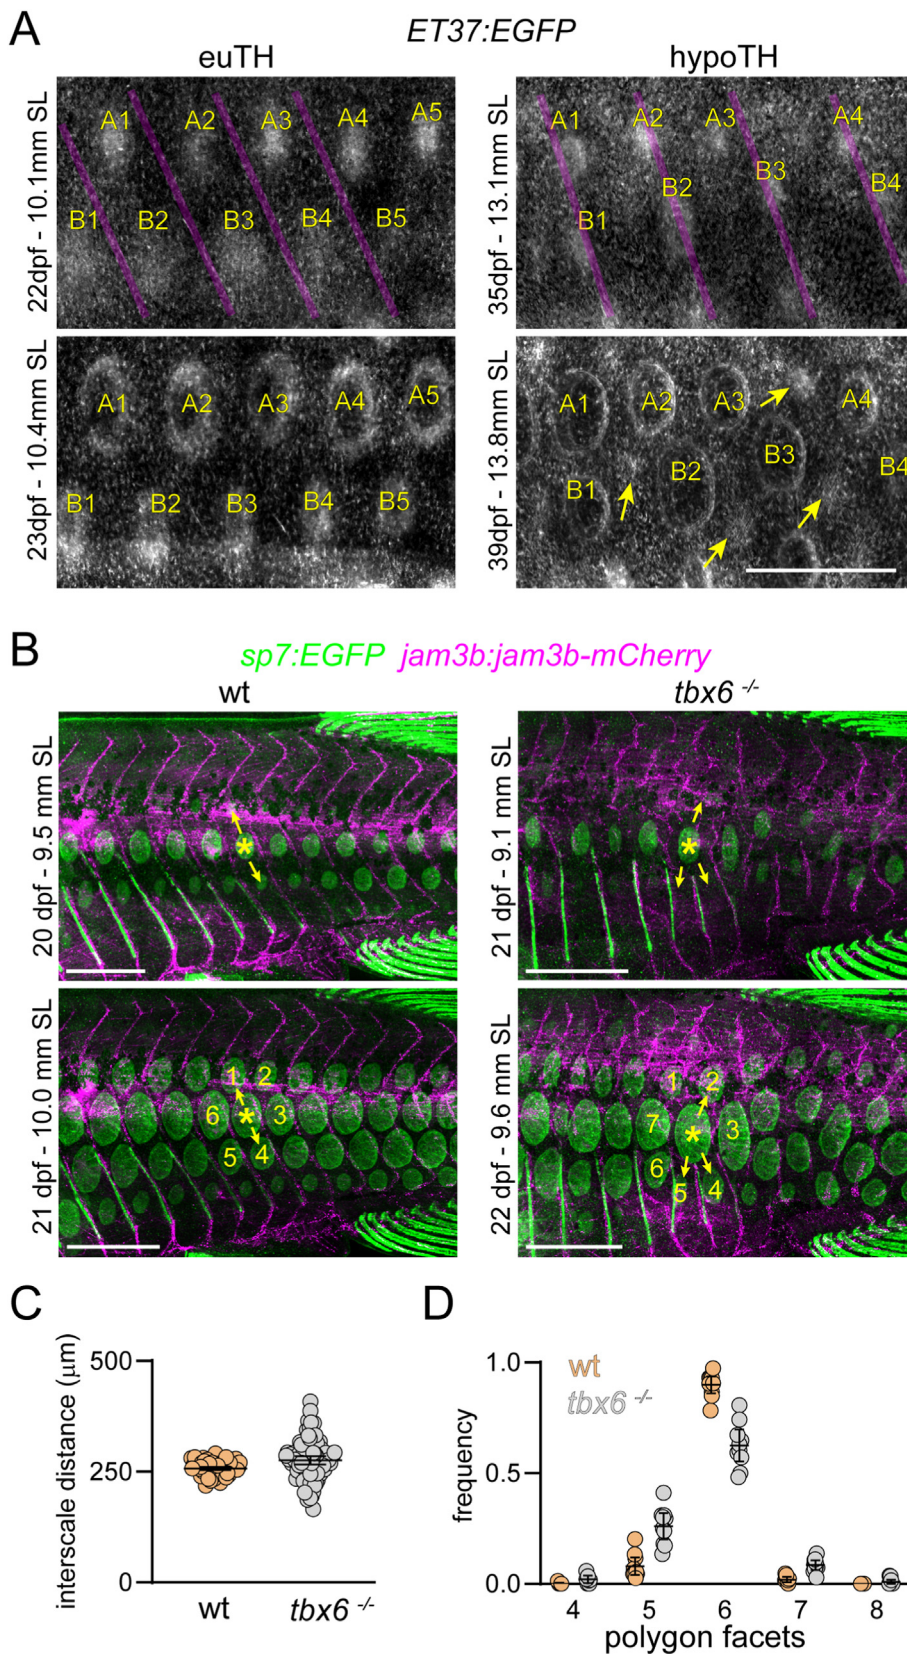 A
ET37:EGFP
euTH
hypoTH
22dpf - 10.1mm SL
A1 A2 A3 A4 A5
B1 B2 B3 B4 B5
35dpf - 13.1mm SL
A1 A2 A3 A4
B1 B2 B3 B4
23dpf - 10.4mm SL
A1 A2 A3 A4 A5
B1 B2 B3 B4 B5
39dpf - 13.8mm SL
A1 A2 A3 A4
B1 B2 B3 B4
B
sp7:EGFP jam3b:jam3b-mCherry
wt
tbx6 -/-
20 dpf - 9.5 mm SL
*
21 dpf - 9.1 mm SL
*
21 dpf - 10.0 mm SL
1 2
6 * 3
5 4
22 dpf - 9.6 mm SL
1 2
7 * 3
6 5 4
C
interscale distance (µm)
500
250
0
wt
tbx6 -/-
D
frequency
1.0
0.5
0.0
wt
tbx6 -/-
4 5 6 7 8
polygon facets